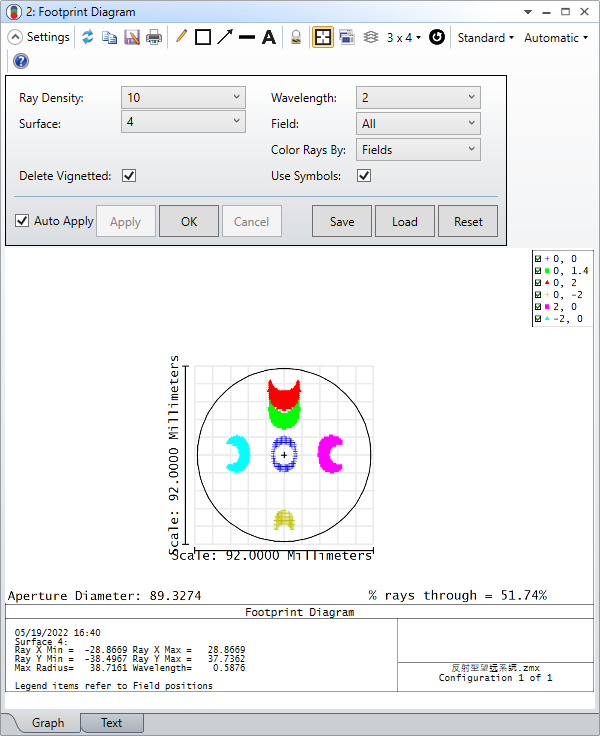 2: Footprint Diagram
Settings
3 x 4
Standard
Automatic
Ray Density:
10
Wavelength:
2
Surface:
4
Field:
All
Color Rays By:
Fields
Delete Vignetted:
Use Symbols:
Auto Apply
Apply
OK
Cancel
Save
Load
Reset
0, 0
0, 1.4
0, 2
0, -2
2, 0
-2, 0
Scale: 92.0000 Millimeters
Scale: 92.0000 Millimeters
Aperture Diameter: 89.3274
% rays through = 51.74%
Footprint Diagram
05/19/2022 16:40
Surface 4:
Ray X Min = -28.8669 Ray X Max = 28.8669
Ray Y Min = -38.4967 Ray Y Max = 37.7362
Max Radius= 38.7161 Wavelength= 0.5876
Legend items refer to Field positions
反射型望远系统.zmx
Configuration 1 of 1
Graph
Text